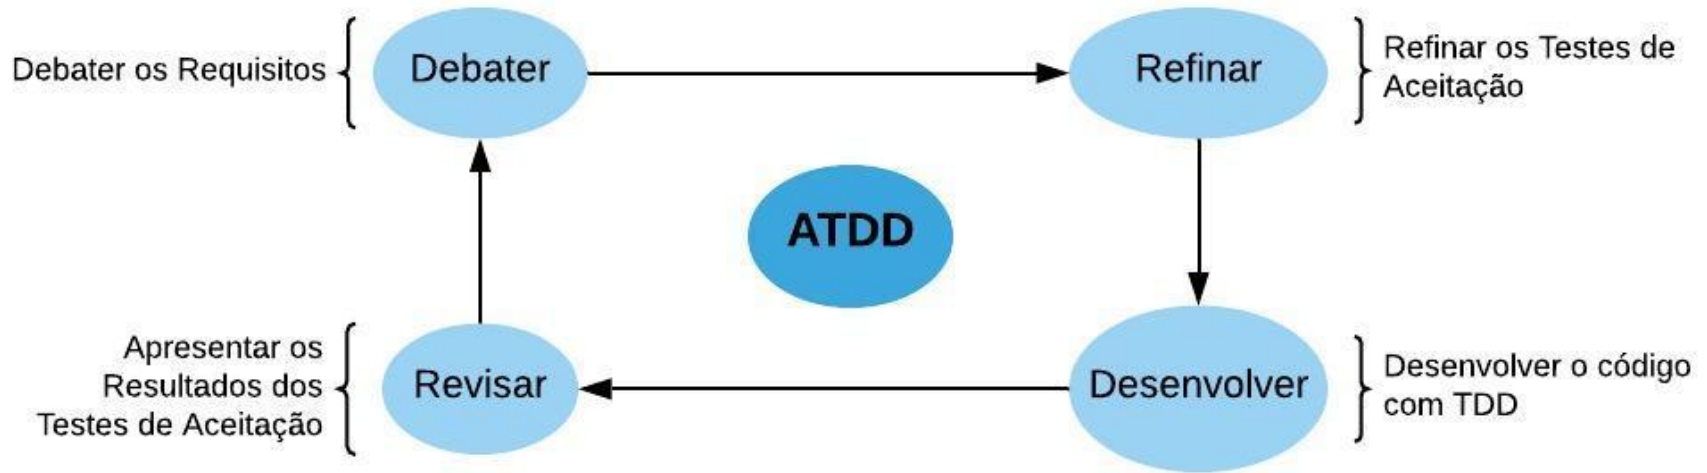 Debater os Requisitos
Debater
Refinar
Refinar os Testes de
Aceitação
ATDD
Apresentar os
Resultados dos
Testes de Aceitação
Revisar
Desenvolver
Desenvolver o código
com TDD